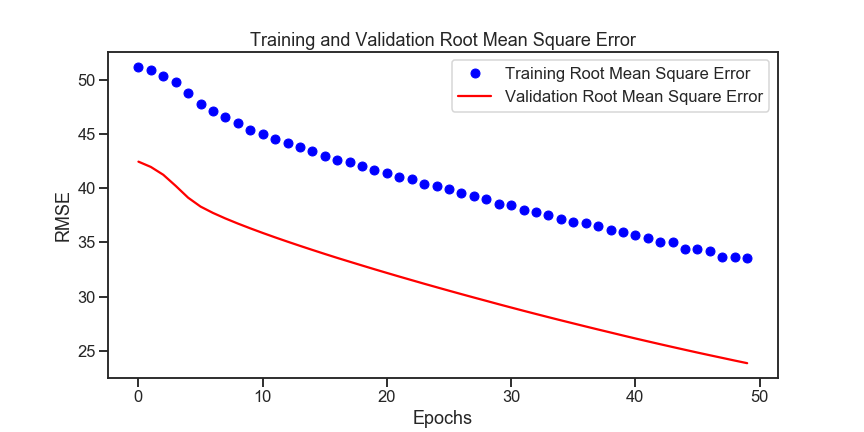 Training and Validation Root Mean Square Error
Training Root Mean Square Error
Validation Root Mean Square Error
RMSE
50
45
40
35
30
25
0 10 20 30 40 50
Epochs